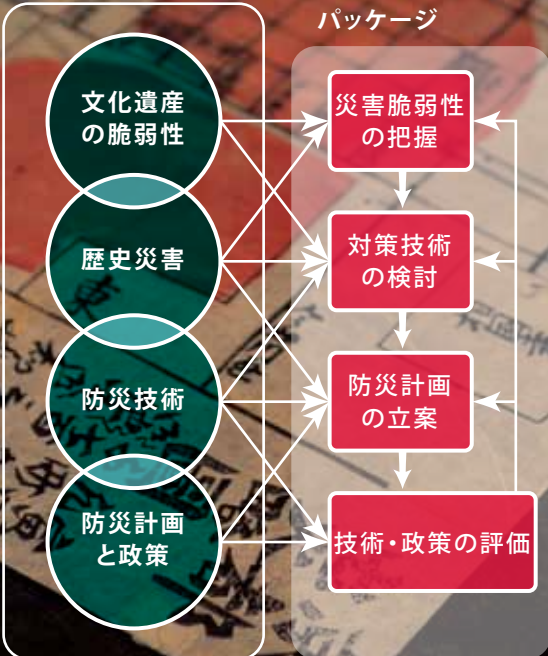 パッケージ
文化遺産
の脆弱性
歴史災害
防災技術
防災計画
と政策
災害脆弱性
の把握
対策技術
の検討
防災計画
の立案
技術・政策の評価